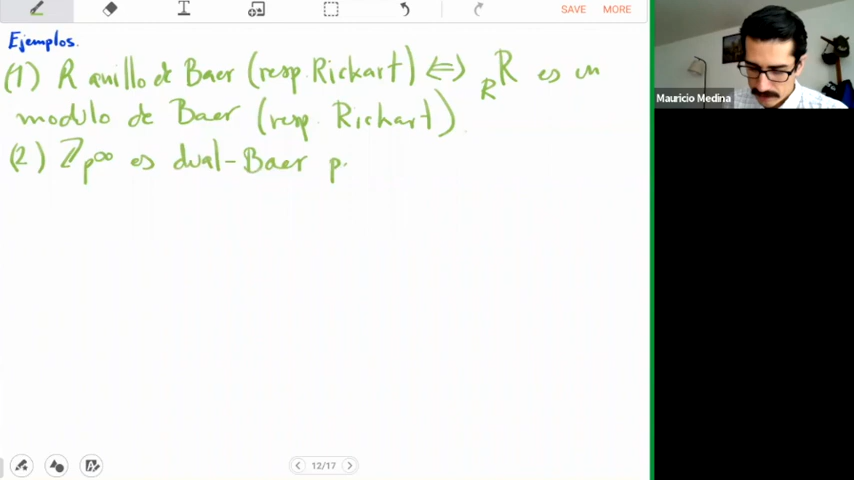 SAVE
MORE
Ejemplos.
(1) R anillo de Baer (resp. Rickart) ⇔ RR es un
modulo de Baer (resp. Rickart)
(2) ℤp∞ es dual-Baer p
Mauricio Medina
12/17